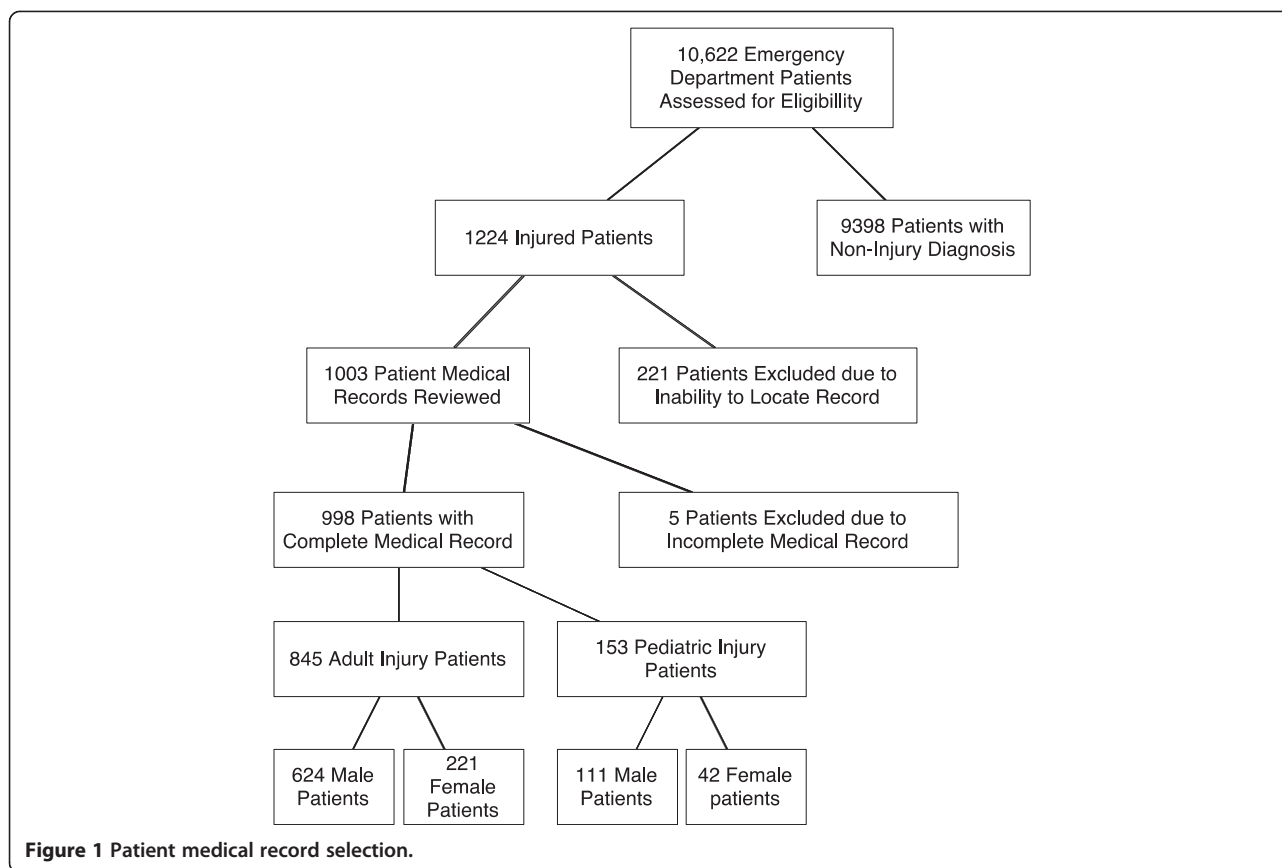 10,622 Emergency
Department Patients
Assessed for Eligibillity
1224 Injured Patients
9398 Patients with
Non-Injury Diagnosis
1003 Patient Medical
Records Reviewed
221 Patients Excluded due to
Inability to Locate Record
998 Patients with
Complete Medical Record
5 Patients Excluded due to
Incomplete Medical Record
845 Adult Injury Patients
153 Pediatric Injury
Patients
624 Male
Patients
221
Female
Patients
111 Male
Patients
42 Female
patients
Figure 1 Patient medical record selection.